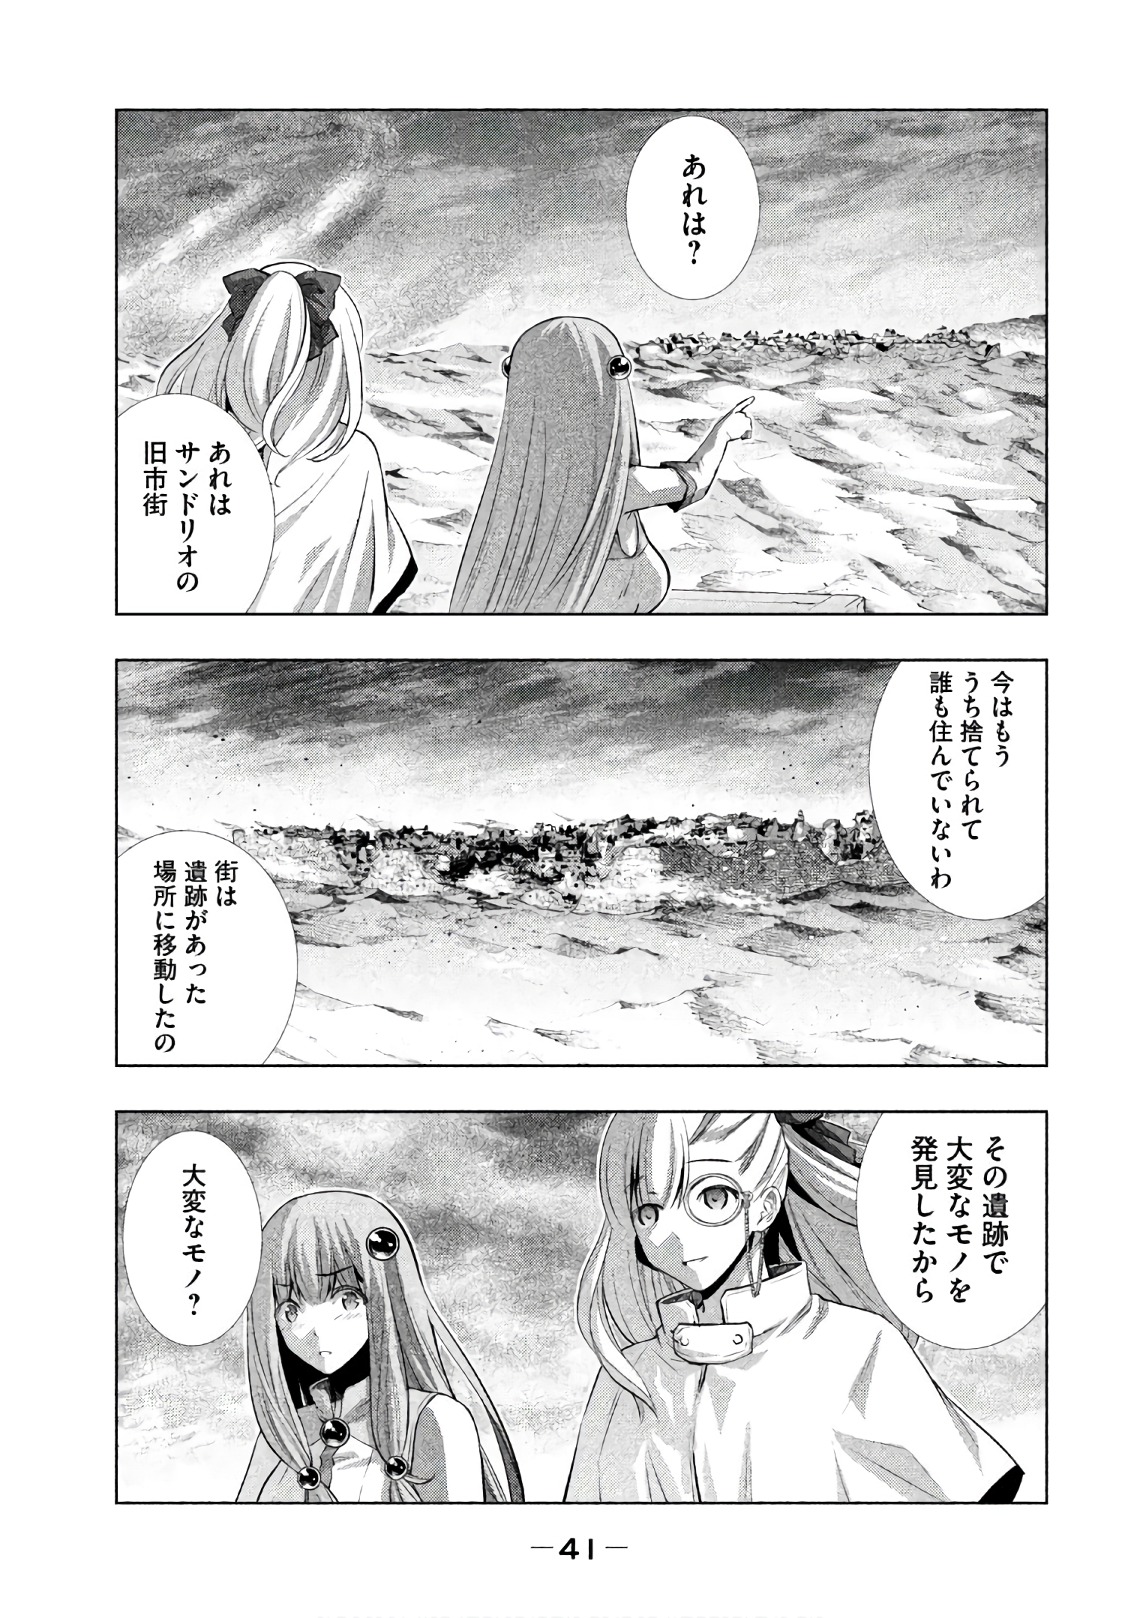 あれは？
あれは
サンドリオの
旧市街
今はもう
うち捨てられて
誰も住んでいないわ
街は
遺跡があった
場所に移動したの
その遺跡で
大変なモノを
発見したから
大変なモノ？
—41—